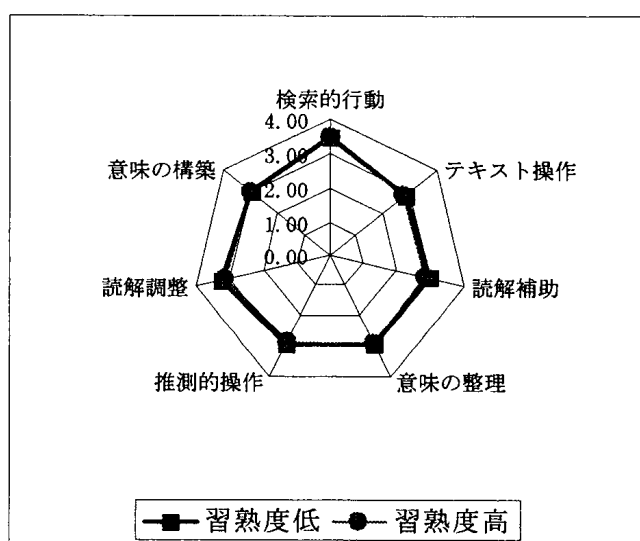 検索的行動
4.00
3.00
2.00
1.00
0.00
テキスト操作
読解補助
意味の整理
推測的操作
読解調整
意味の構築
習熟度低
習熟度高